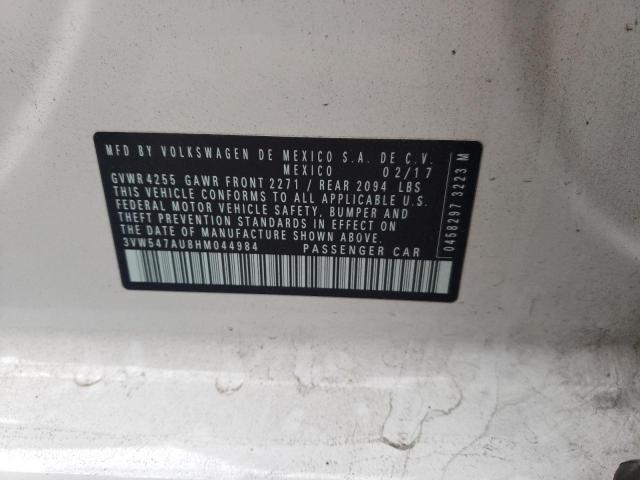 MFD BY VOLKSWAGEN DE MEXICO S.A. DE C.V.
MEXICO 02/17
GVWR 4255 GAWR FRONT 2271 / REAR 2094 LBS
THIS VEHICLE CONFORMS TO ALL APPLICABLE U.S.
FEDERAL MOTOR VEHICLE SAFETY, BUMPER AND
THEFT PREVENTION STANDARDS IN EFFECT ON
THE DATE OF MANUFACTURE SHOWN ABOVE
3VW547AU8HM044984 PASSENGER CAR
0458297 3223 M